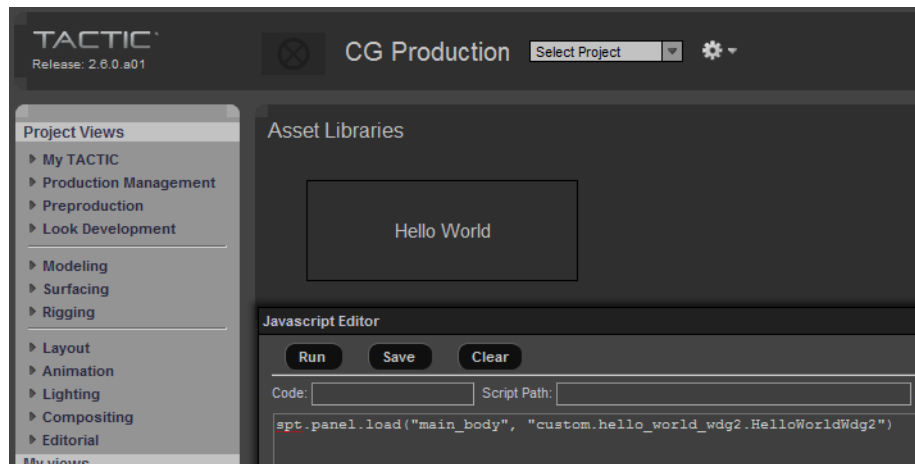 TACTIC
Release: 2.6.0.a01
CG Production
Select Project
Project Views
My TACTIC
Production Management
Preproduction
Look Development
Modeling
Surfacing
Rigging
Layout
Animation
Lighting
Compositing
Editorial
My views
Asset Libraries
Hello World
Javascript Editor
Run Save Clear
Code: Script Path:
spt.panel.load("main_body", "custom.hello_world_wdg2.HelloWorldWdg2")